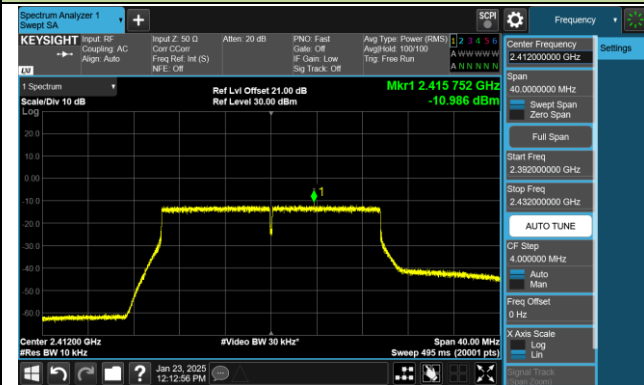 Spectrum Analyzer 1
Swept SA
SCPI
Frequency
KEYSIGHT
Input: RF
Coupling: AC
Align: Auto
Input Z: 50 Ω
Corr CCorr
Freq Ref: Int (S)
NFE: Off
Atten: 20 dB
PNO: Fast
Gate: Off
IF Gain: Low
Sig Track: Off
Avg Type: Power (RMS)
Avg|Hold: 100/100
Trig: Free Run
1 2 3 4 5 6
A W W W W W
A N N N N N
LXI
1 Spectrum
Scale/Div 10 dB
Log
Ref Lvl Offset 21.00 dB
Ref Level 30.00 dBm
Mkr1 2.415 752 GHz
-10.986 dBm
1
20.0
10.0
0.00
-10.0
-20.0
-30.0
-40.0
-50.0
-60.0
Center 2.41200 GHz
#Res BW 10 kHz
#Video BW 30 kHz*
Span 40.00 MHz
Sweep 495 ms (20001 pts)
Center Frequency
2.412000000 GHz
Settings
Span
40.0000000 MHz
Swept Span
Zero Span
Full Span
Start Freq
2.392000000 GHz
Stop Freq
2.432000000 GHz
AUTO TUNE
CF Step
4.000000 MHz
Auto
Man
Freq Offset
0 Hz
X Axis Scale
Log
Lin
Signal Track
(Span Zoom)
?
Jan 23, 2025
12:12:56 PM